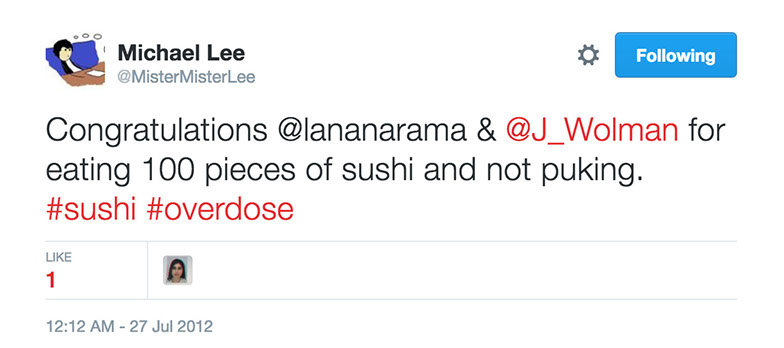 Michael Lee
@MisterMisterLee
Following
Congratulations @lananarama & @J_Wolman for
eating 100 pieces of sushi and not puking.
#sushi #overdose
LIKE
1
12:12 AM - 27 Jul 2012